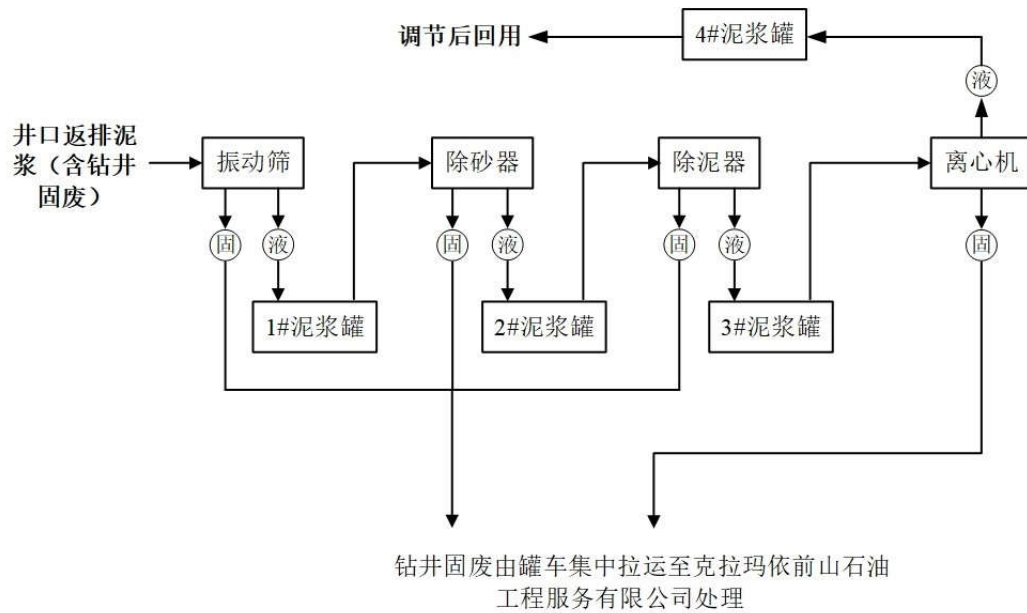 调节后回用
4#泥浆罐
液
井口返排泥
浆（含钻井
固废）
振动筛
除砂器
除泥器
离心机
固
液
固
液
固
液
固
1#泥浆罐
2#泥浆罐
3#泥浆罐
钻井固废由罐车集中拉运至克拉玛依前山石油
工程服务有限公司处理